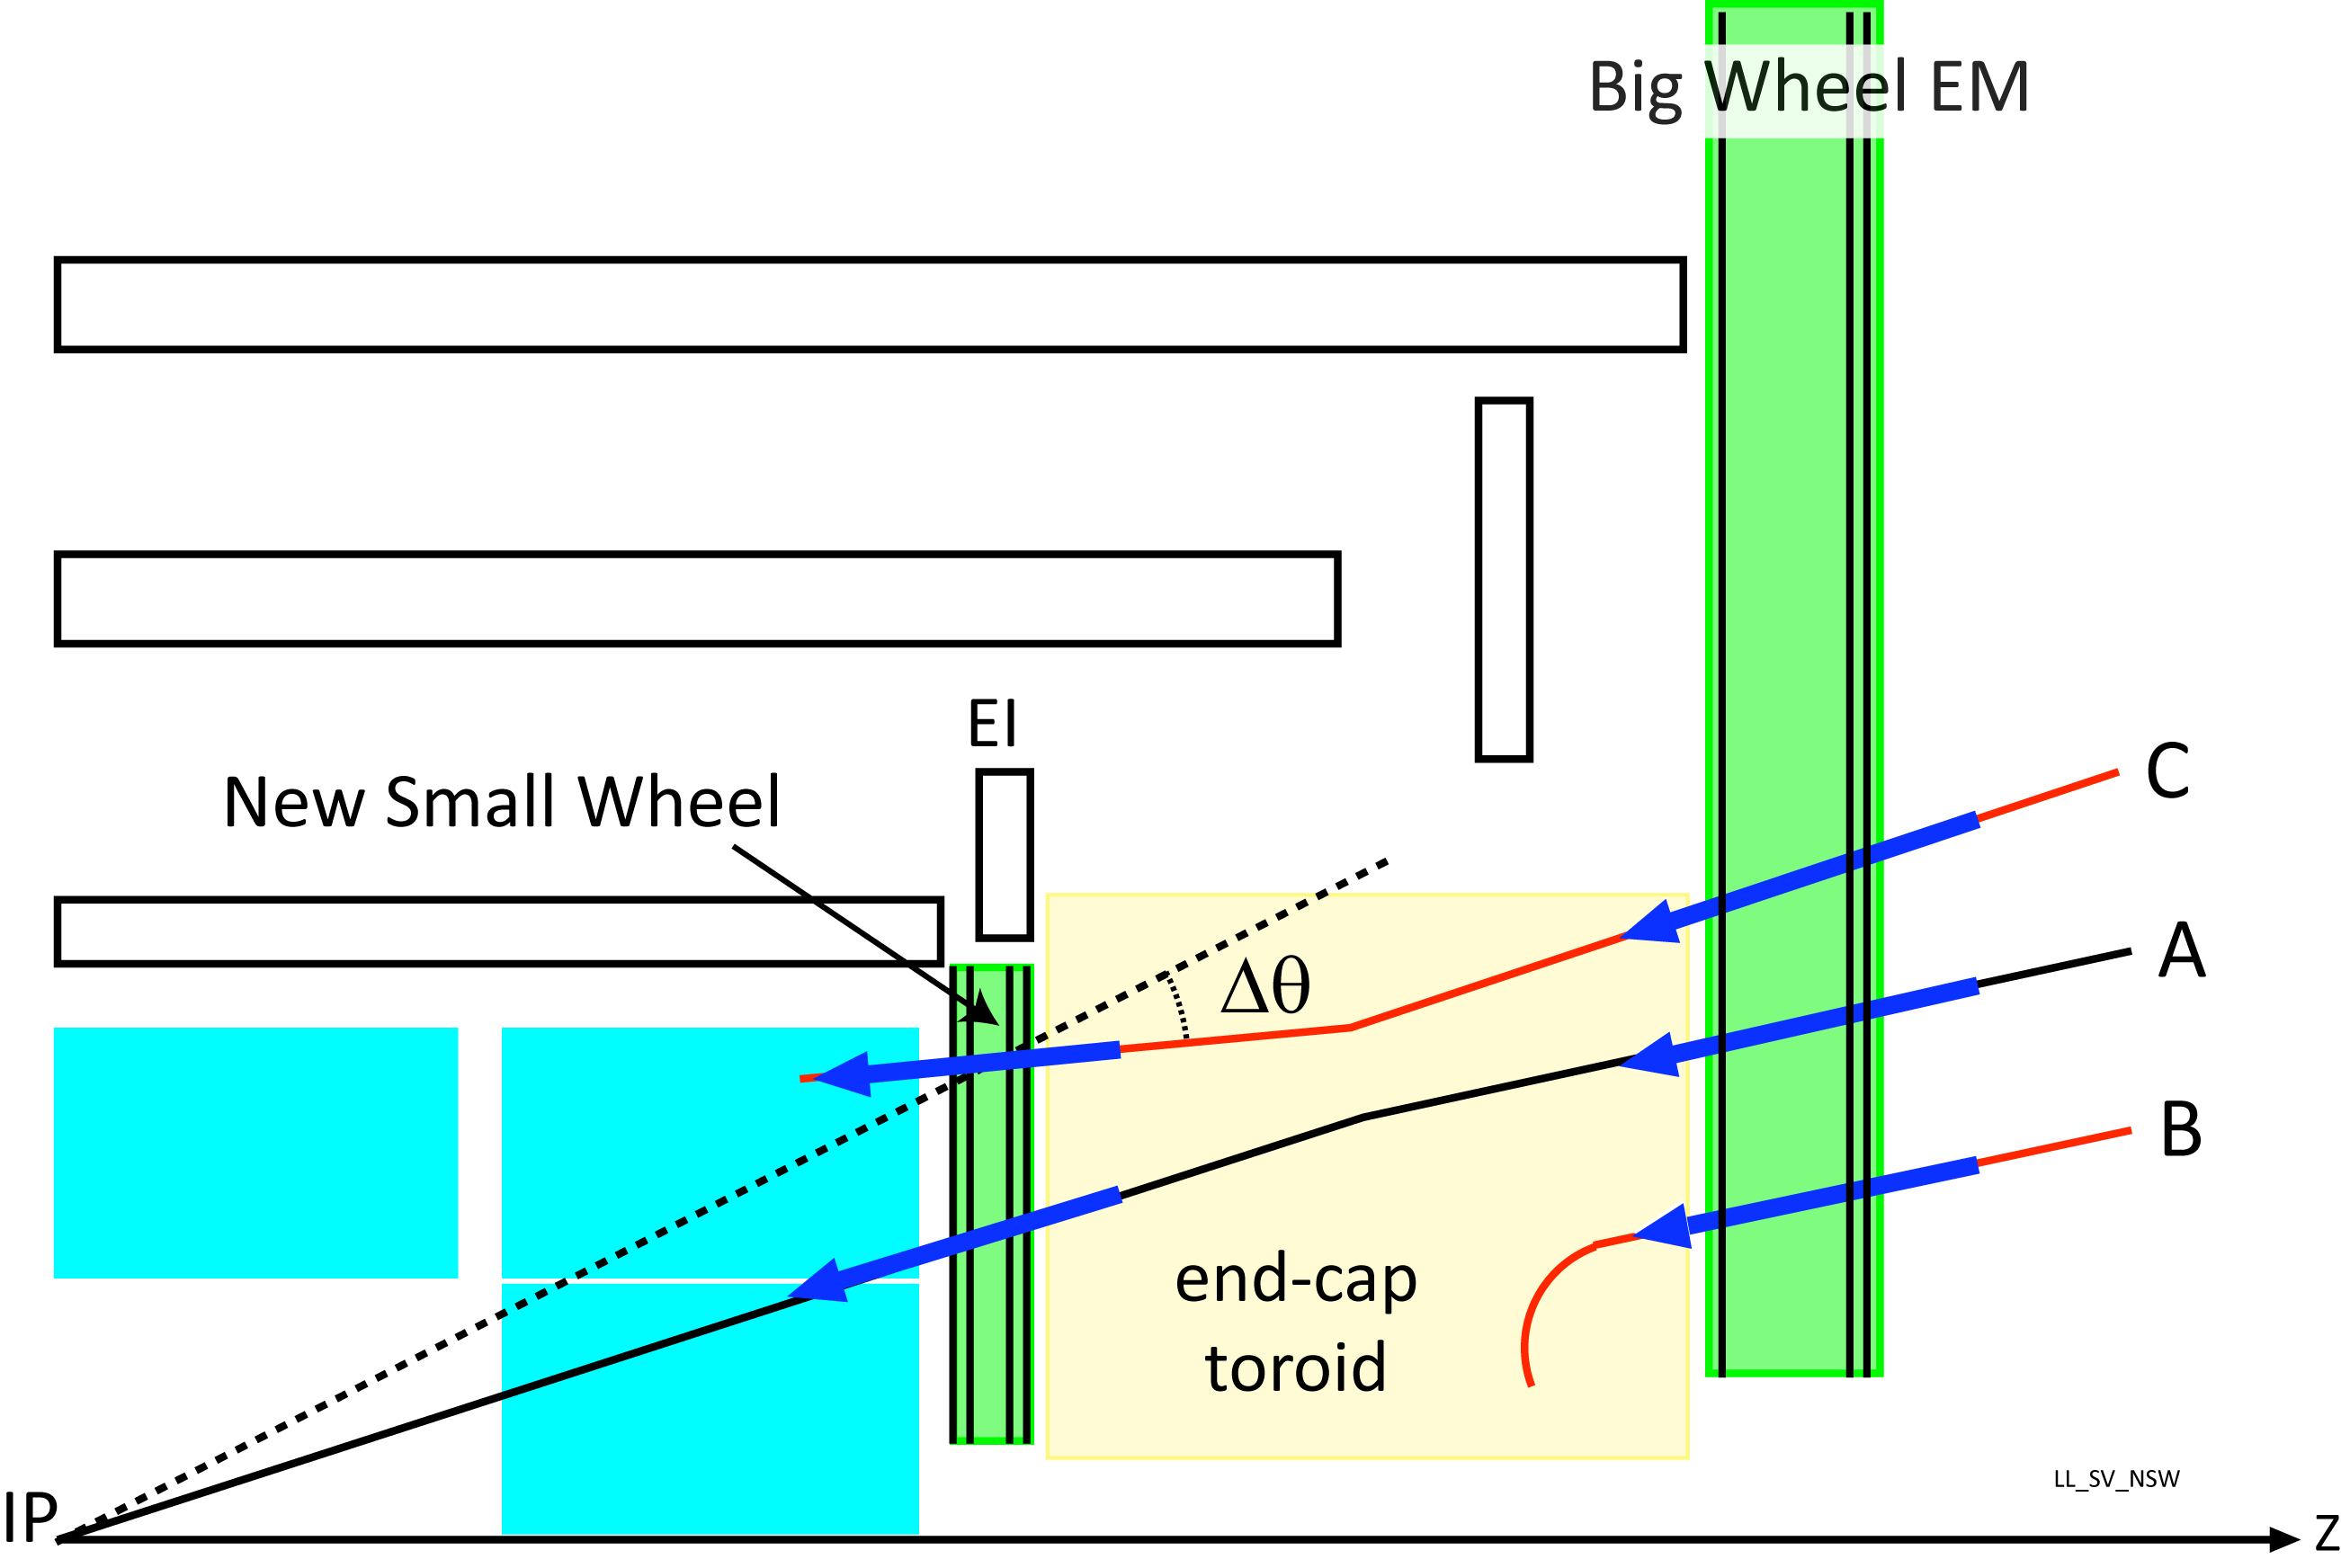 Big Wheel EM
EI
New Small Wheel
C
Δθ
A
B
end-cap
toroid
LL_SV_NSW
IP
Z